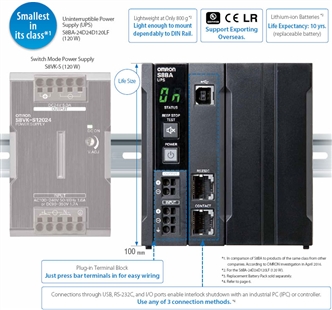 Smallest
in
its class*1
Uninterruptible Power
Supply (UPS)
S8BA-24D24D120LF
(120 W)
Lightweight at Only 800 g*2
Light enough to mount
dependably to DIN Rail.
CE LR
Support Exporting
Overseas.
Lithium-ion Batteries
Life Expectancy: 10 yrs.
(replaceable battery)
Switch Mode Power Supply
S8VK-S (120 W)
Life Size
OMRON
S8VK-S12024
OMRON
S8BA
UPS
On
STATUS
BEEP STOP
TEST
POWER
INPUT
RS232C
CONTACT
INPUT
100 mm
Plug-in Terminal Block
Just press bar terminals in for easy wiring
*1. In comparison of S8BA to products of the same class from other
companies. According to OMRON investigation in April 2016.
*2. For the S8BA-24D24D120LF (120 W).
*3. Replacement Battery Pack sold separately.
*4. Refer to page 6.
Connections through USB, RS-232C, and I/O ports enable interlock shutdown with an industrial PC (IPC) or controller.
Use any of 3 connection methods.*4